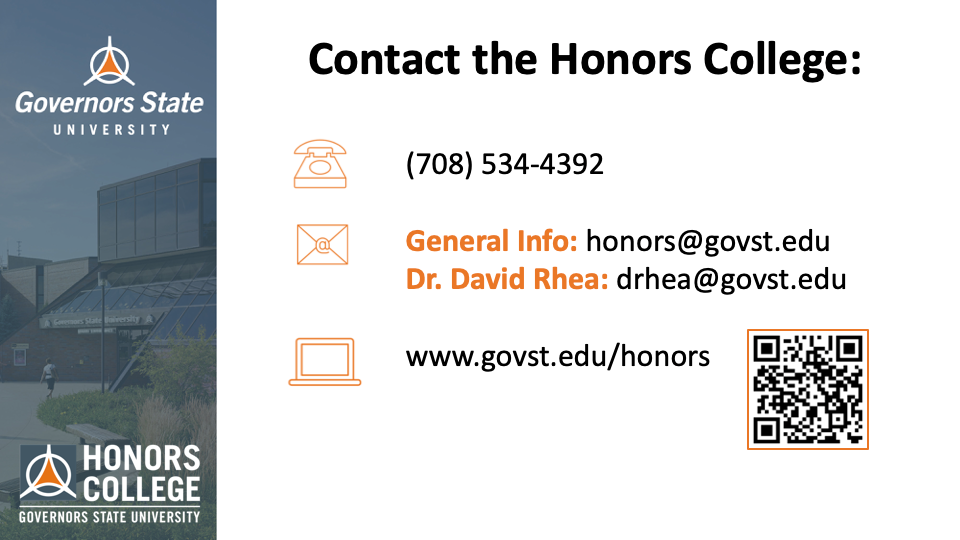 Governors State
UNIVERSITY
Contact the Honors College:
(708) 534-4392
@
General Info: honors@govst.edu
Dr. David Rhea: drhea@govst.edu
Governors State University
www.govst.edu/honors
HONORS
COLLEGE
GOVERNORS STATE UNIVERSITY